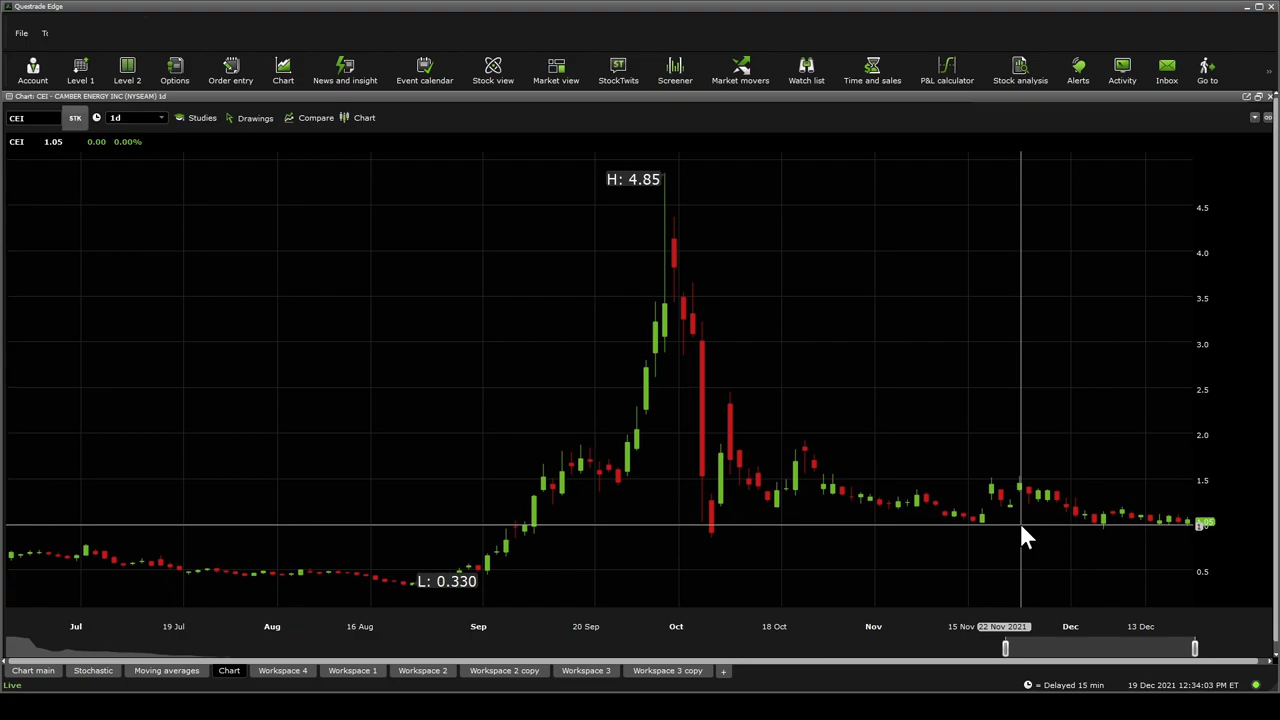 Questrade Edge
File
Account Level 1 Level 2 Options Order entry Chart News and insight Event calendar Stock view Market view StockTwits Screener Market movers Watch list Time and sales P&L calculator Stock analysis Alerts Activity Inbox Go to
Chart: CEI - CAMBER ENERGY INC (NYSEAM) 1d
CEI STK 1d Studies Drawings Compare Chart
CEI 1.05 0.00 0.00%
H: 4.85
4.5
4.0
3.5
3.0
2.5
2.0
1.5
1.05
0.5
L: 0.330
Jul 19 Jul Aug 16 Aug Sep 20 Sep Oct 18 Oct Nov 15 Nov 22 Nov 2021 Dec 13 Dec
Chart main Stochastic Moving averages Chart Workspace 4 Workspace 1 Workspace 2 Workspace 2 copy Workspace 3 Workspace 3 copy +
Live = Delayed 15 min 19 Dec 2021 12:34:03 PM ET